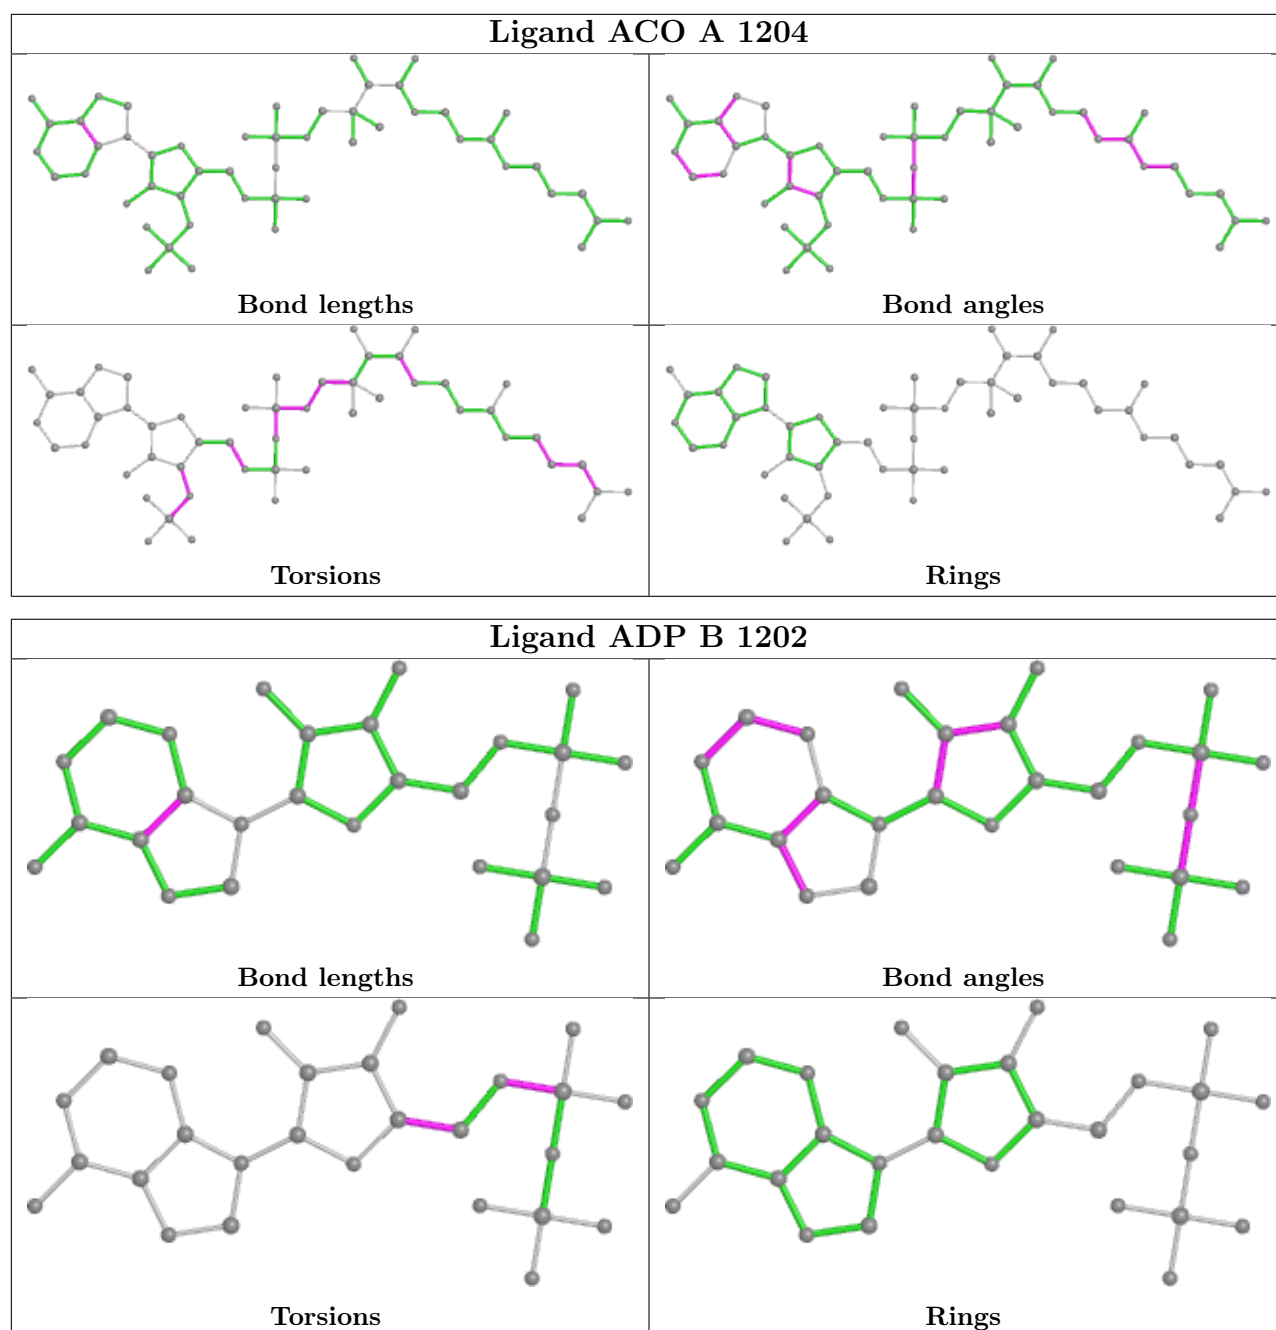 Ligand ACO A 1204
Bond lengths
Bond angles
Torsions
Rings
Ligand ADP B 1202
Bond lengths
Bond angles
Torsions
Rings